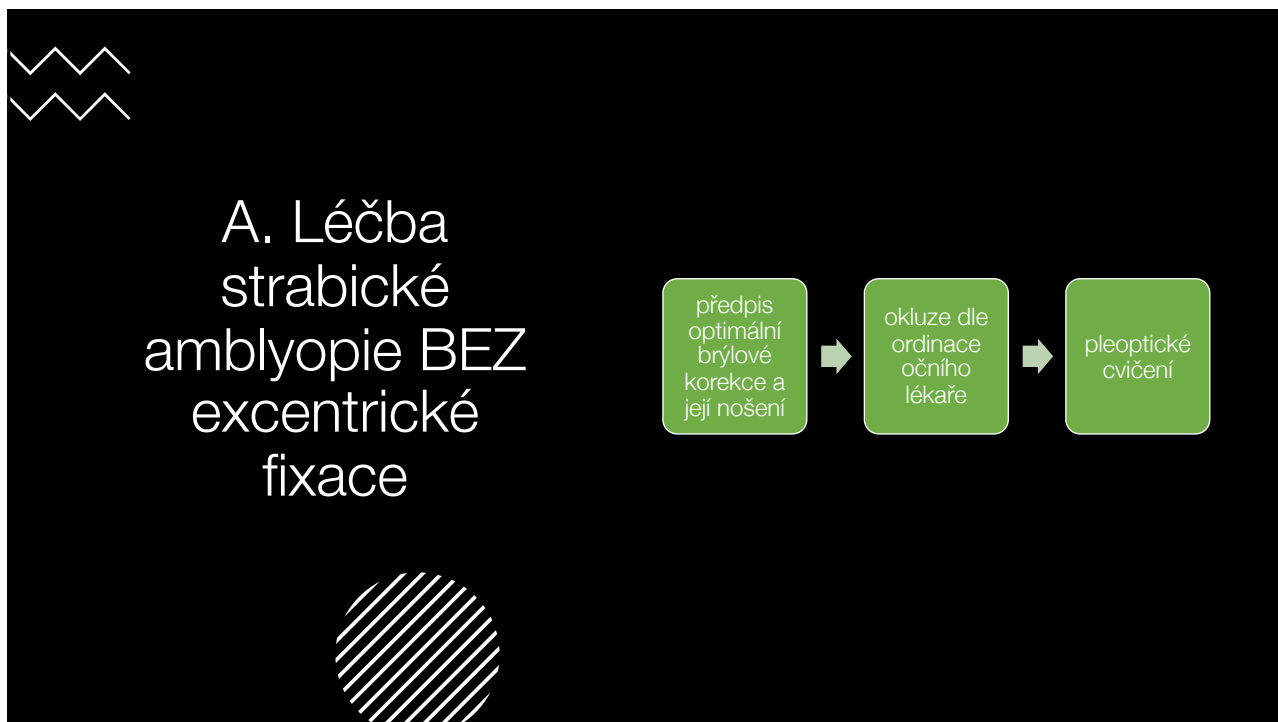 A. Léčba
strabické
amblyopie BEZ
excentrické
fixace
předpis
optimální
brýlové
korekce a
její nošení
okluze dle
ordinace
očního
lékaře
pleoptické
cvičení